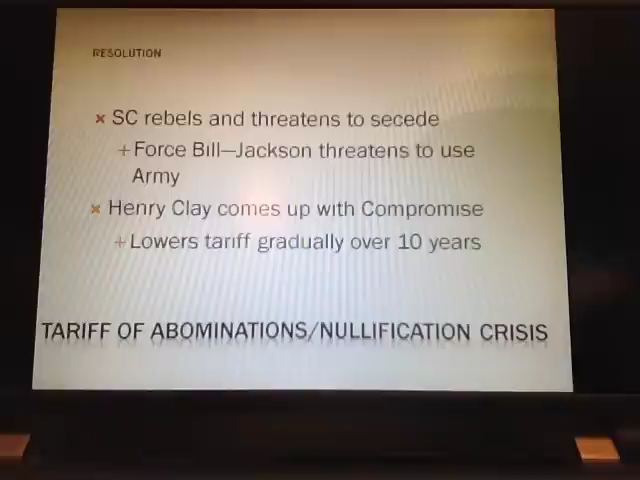 RESOLUTION
× SC rebels and threatens to secede
+ Force Bill—Jackson threatens to use
Army
× Henry Clay comes up with Compromise
+ Lowers tariff gradually over 10 years
TARIFF OF ABOMINATIONS/NULLIFICATION CRISIS